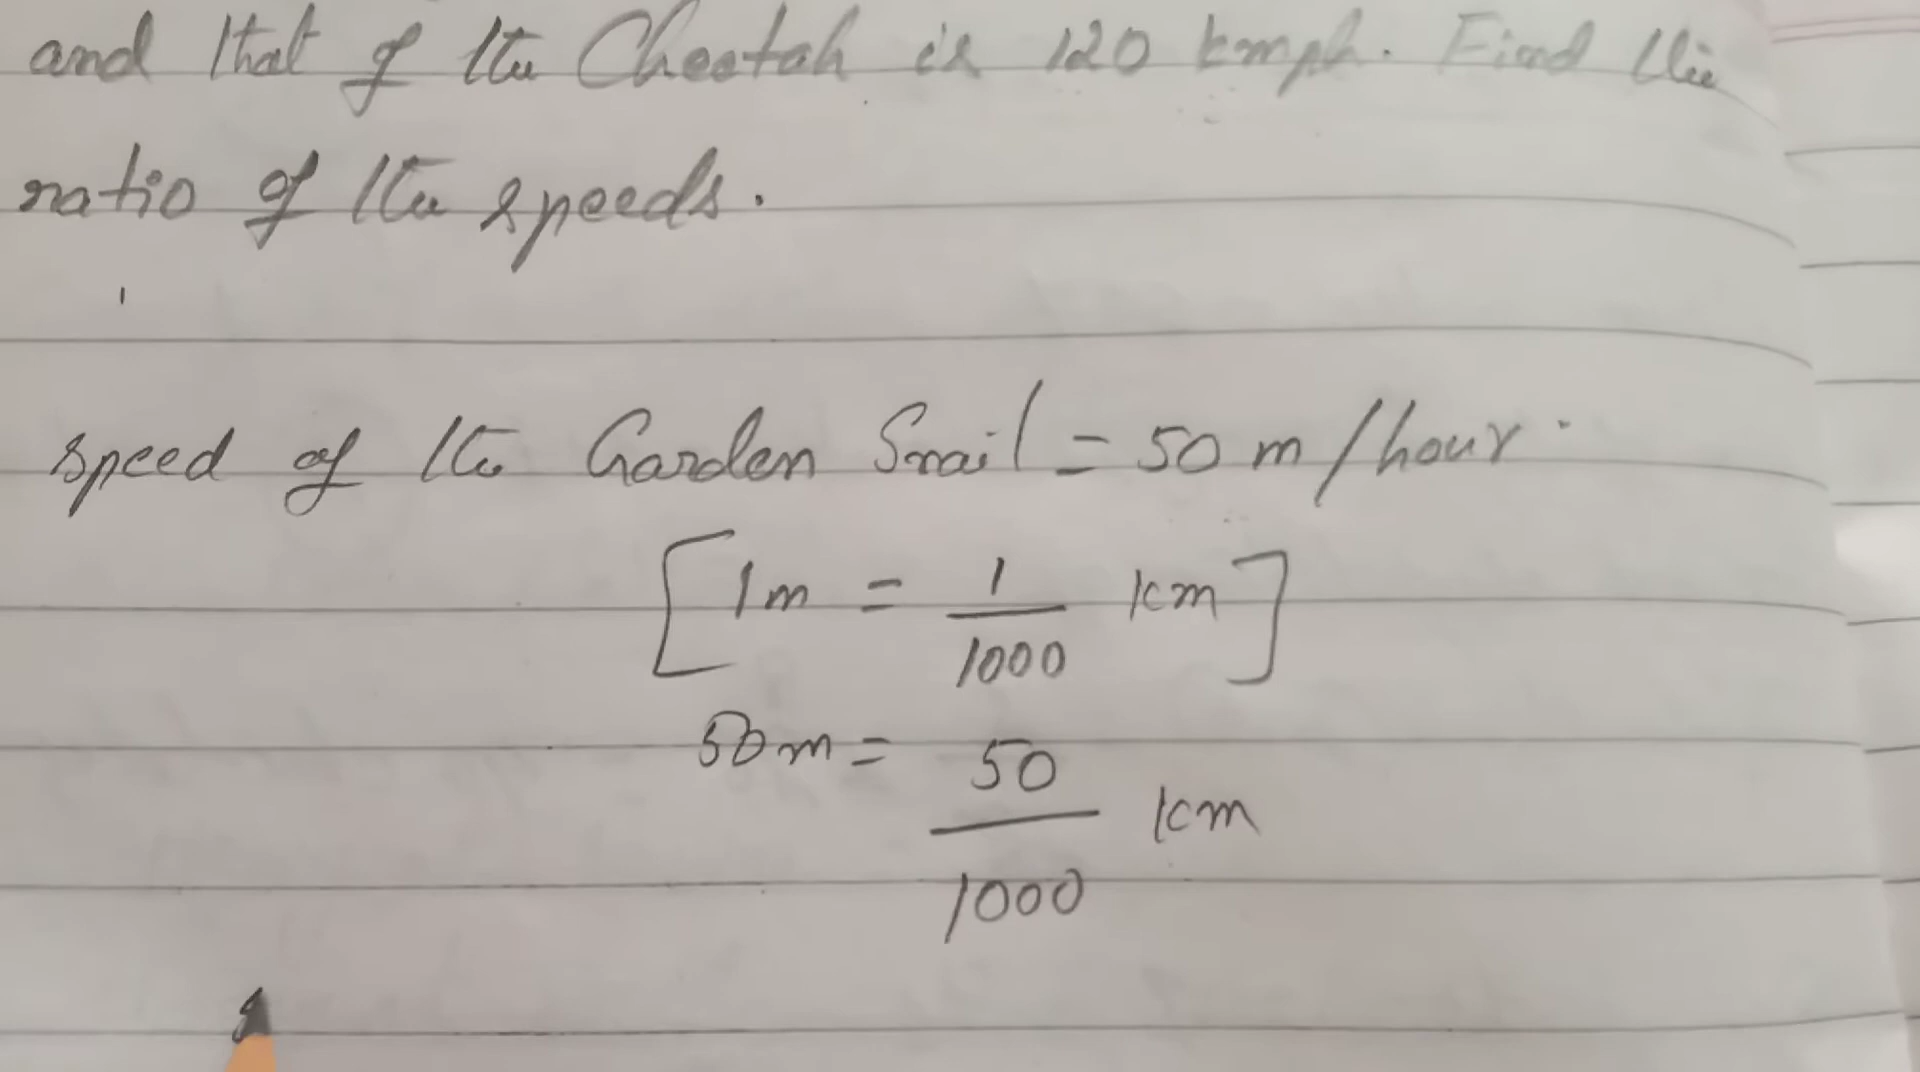 and that of the Cheetah is 120 kmph. Find the
ratio of the speeds.
speed of the Garden Snail = 50 m/hour.
[1m = 1/1000 km]
50m = 50/1000 km